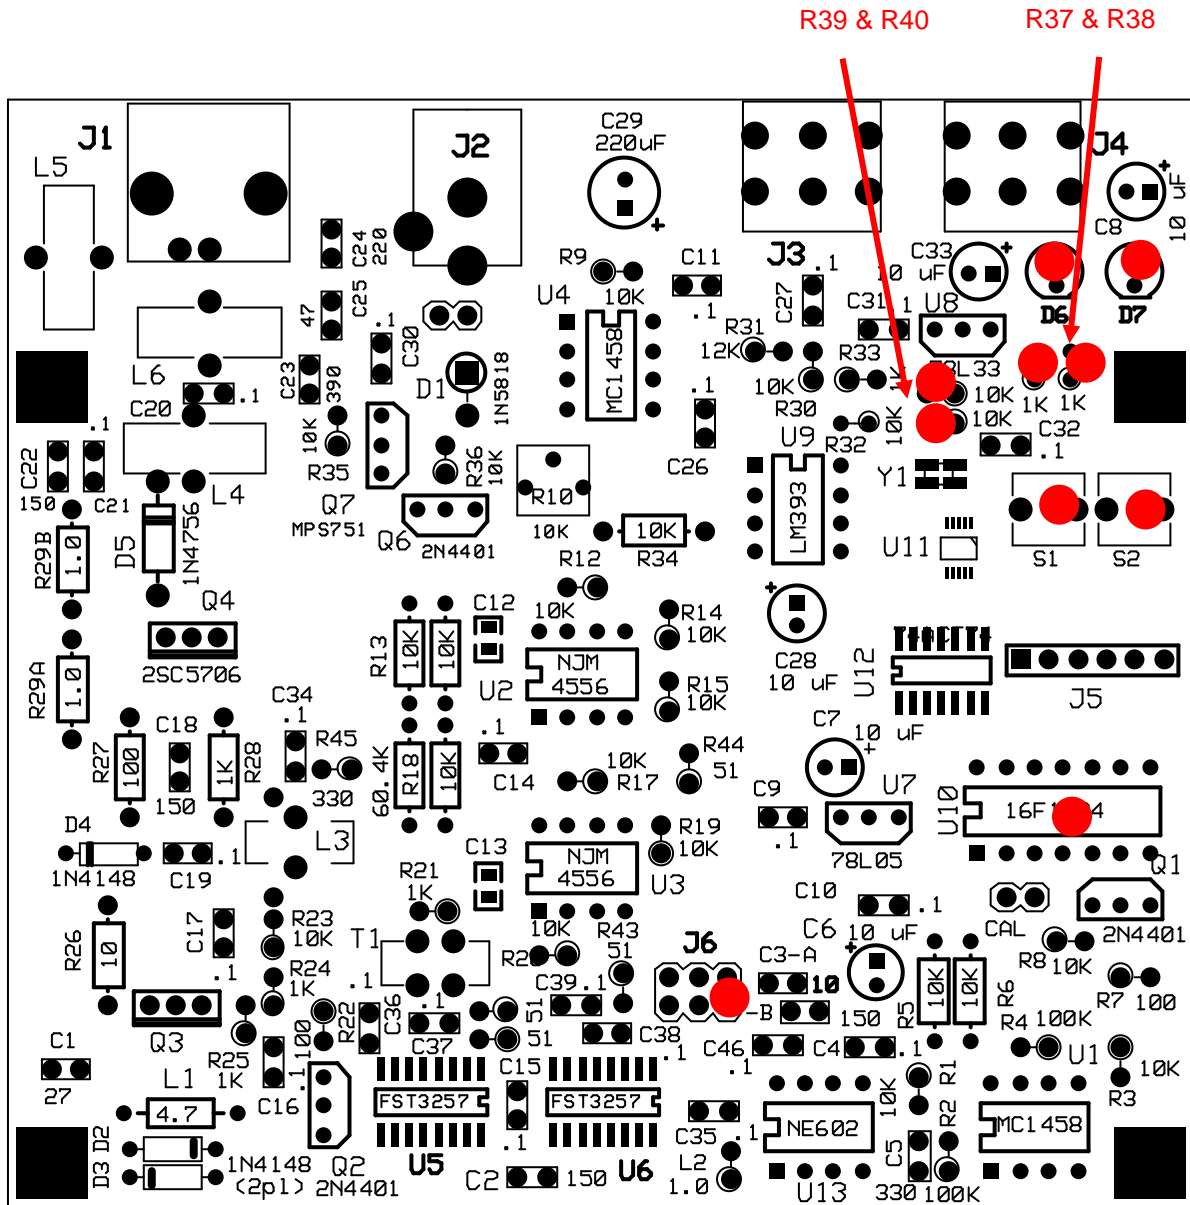 R39 & R40
R37 & R38
J1
L5
J2
C29
220uF
J4
10 uF
C8
C24
220
R9
10K
C11
.1
J3
.1
C27
C33
10 uF
C31
.1
U8
D6
D7
U4
MC1458
47
C25
.1
C30
D1
1N5818
R31
12K
10K
R33
1K
78L33
10K
10K
1K
1K
L6
C20
.1
C23
390
10K
R35
R36
10K
R30
R32
10K
C26
U9
LM393
C32
.1
C22
150
.1
C21
L4
Q7
MPS751
Q6
2N4401
R10
10K
10K
R34
Y1
U11
S1
S2
R29B
1.0
D5
1N4756
Q4
2SC5706
R12
10K
C12
R14
10K
C28
10 uF
U12
J5
R29A
1.0
R13
10K
10K
U2
NJM
4556
R15
10K
C34
.1
R27
100
C18
150
1K
R28
R45
330
60.4K
R18
10K
.1
C14
10K
R17
R44
51
C7
10 uF
C9
.1
U7
78L05
U10
D4
1N4148
C19
.1
L3
C13
NJM
4556
U3
R19
10K
Q1
2N4401
R21
1K
C10
.1
CAL
R26
10
C17
.1
R23
10K
R24
1K
T1
.1
10K
R43
51
J6
C3-A
10
C6
10 uF
R8
10K
R7
100
Q3
R25
1K
100
R22
C36
.1
C37
51
51
C39
.1
C38
.1
-B
150
R5
10K
10K
R6
R4
100K
U1
C1
27
.1
C16
C15
.1
C46
.1
C4
.1
10K
R1
R2
R3
10K
L1
4.7
FST3257
FST3257
C35
.1
NE602
MC1458
D2
D3
1N4148
(2pl)
Q2
2N4401
U5
C2
150
U6
L2
1.0
U13
C5
330
100K